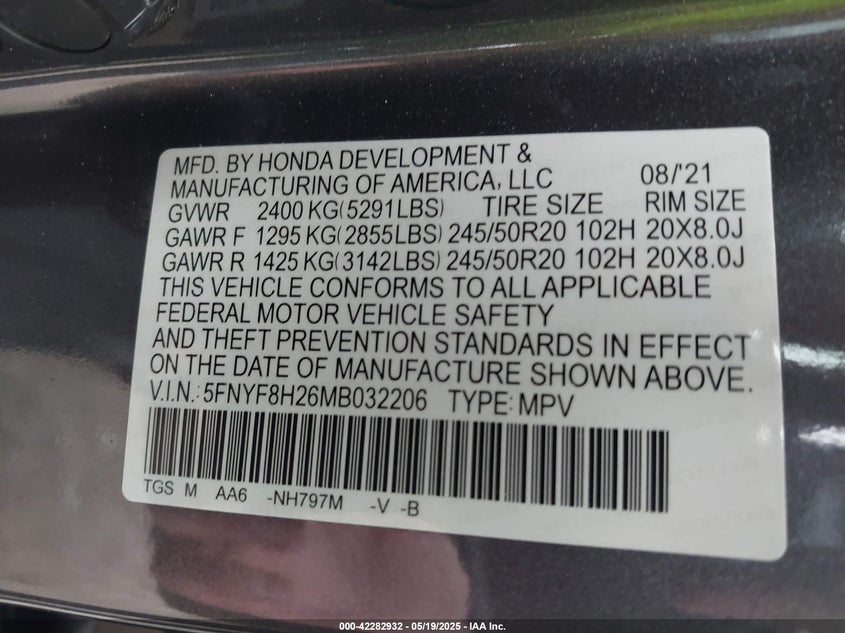 MFD. BY HONDA DEVELOPMENT &
MANUFACTURING OF AMERICA, LLC 08/'21
GVWR 2400 KG(5291LBS) TIRE SIZE RIM SIZE
GAWR F 1295 KG(2855LBS) 245/50R20 102H 20X8.0J
GAWR R 1425 KG(3142LBS) 245/50R20 102H 20X8.0J
THIS VEHICLE CONFORMS TO ALL APPLICABLE
FEDERAL MOTOR VEHICLE SAFETY
AND THEFT PREVENTION STANDARDS IN EFFECT
ON THE DATE OF MANUFACTURE SHOWN ABOVE.
V.I.N.: 5FNYF8H26MB032206 TYPE: MPV
TGS M AA6 -NH797M -V -B
000-42282932 - 05/19/2025 - IAA Inc.